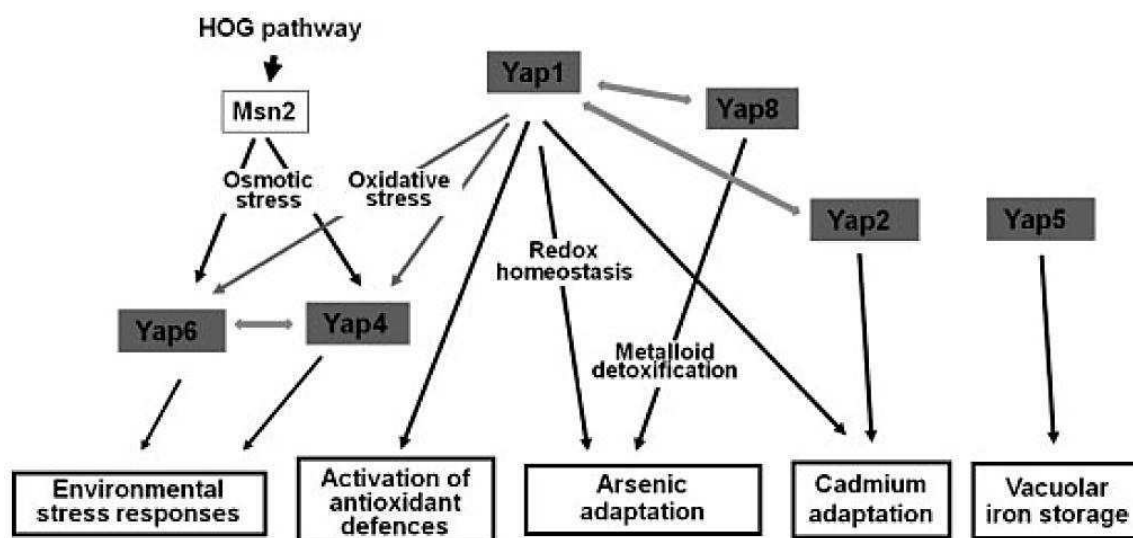 HOG pathway
Yap1
Msn2
Yap8
Osmotic
stress
Oxidative
stress
Yap2
Yap5
Redox
homeostasis
Yap6
Yap4
Metalloid
detoxification
Environmental
stress responses
Activation of
antioxidant
defences
Arsenic
adaptation
Cadmium
adaptation
Vacuolar
iron storage